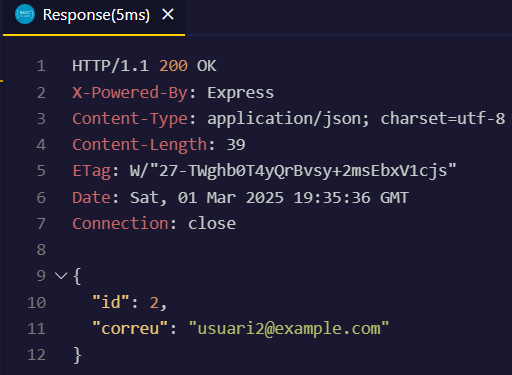 Response(5ms) ×
1 HTTP/1.1 200 OK
2 X-Powered-By: Express
3 Content-Type: application/json; charset=utf-8
4 Content-Length: 39
5 ETag: W/"27-TWghb0T4yQrBvsy+2msEbxV1cjs"
6 Date: Sat, 01 Mar 2025 19:35:36 GMT
7 Connection: close
8
9 {
10 "id": 2,
11 "correu": "usuari2@example.com"
12 }